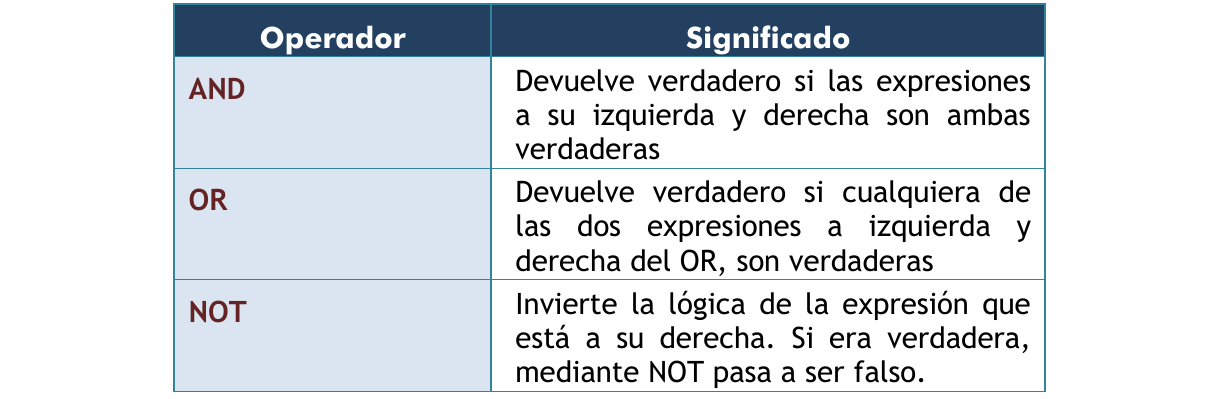 Operador
Significado
AND
Devuelve verdadero si las expresiones
a su izquierda y derecha son ambas
verdaderas
OR
Devuelve verdadero si cualquiera de
las dos expresiones a izquierda y
derecha del OR, son verdaderas
NOT
Invierte la lógica de la expresión que
está a su derecha. Si era verdadera,
mediante NOT pasa a ser falso.